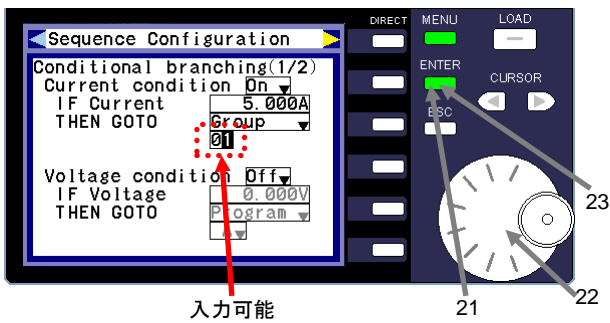 DIRECT MENU LOAD
Sequence Configuration
ENTER
CURSOR
ESC
Conditional branching(1/2)
Current condition On
IF Current 5.000A
THEN GOTO Group
01
Voltage condition Off
IF Voltage 0.000V
THEN GOTO Program
入力可能
21
22
23